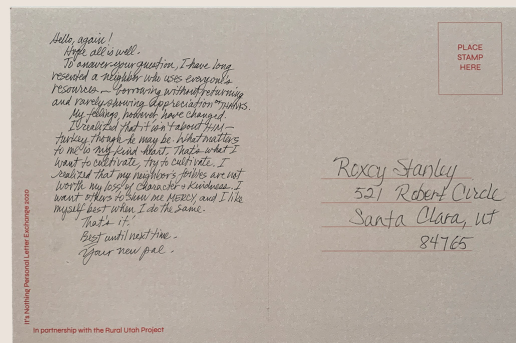 Hello, again!
Hope all is well.
To answer your question, I have long
resented a neighbor who uses everyone's
resources — borrowing without returning
and rarely showing appreciation or THANKS.
My feelings, however have changed.
I realized that it isn't about HIM —
turkey though he may be. What matters
to me is my kind heart. That's what I
want to cultivate, try to cultivate. I
realized that my neighbor's foibles are not
worth my loss of character & kindness. I
want others to show me MERCY, and I like
myself best when I do the same.
That's it!
Best until next time.
Your new pal.
It's Nothing Personal Letter Exchange 2020
In partnership with the Rural Utah Project
PLACE
STAMP
HERE
Roxcy Stanley
521 Robert Circle
Santa Clara, UT
84765